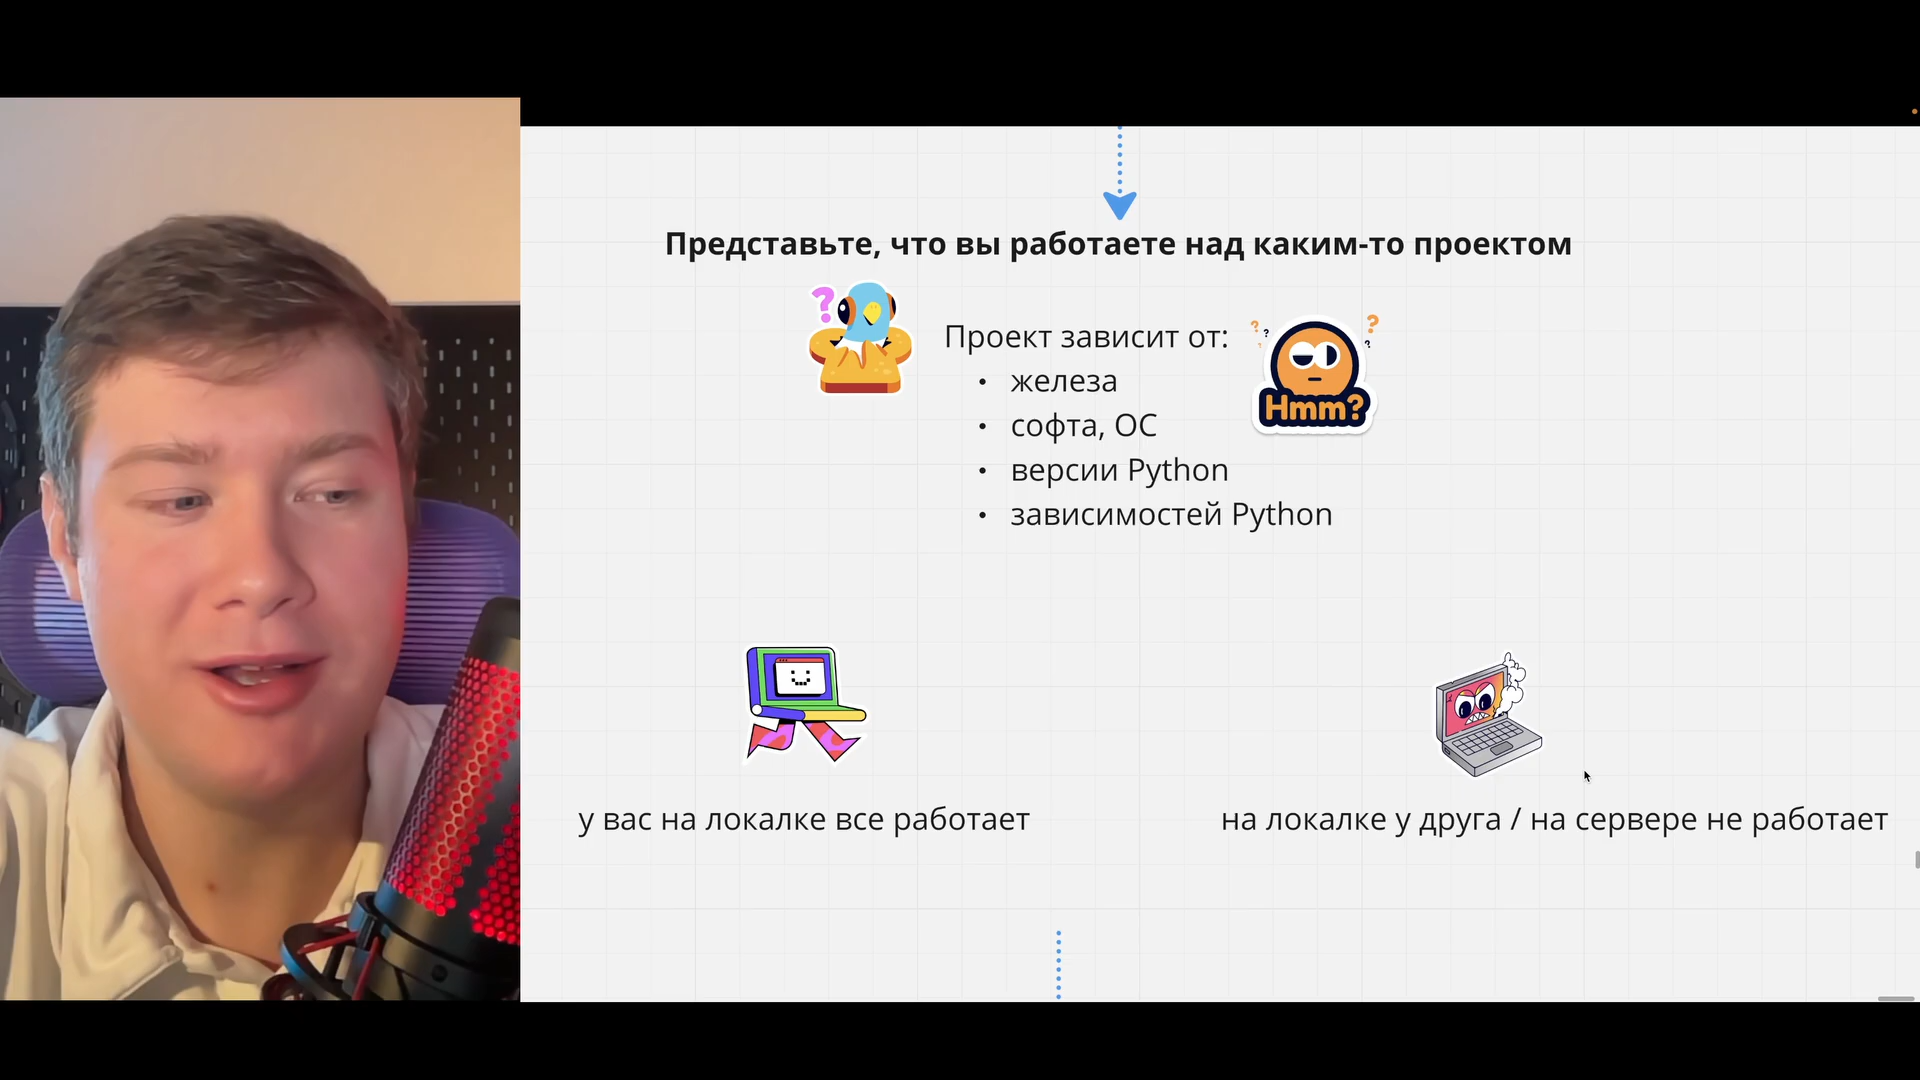 Представьте, что вы работаете над каким-то проектом
?
Проект зависит от:
• железа
• софта, ОС
• версии Python
• зависимостей Python
? ? ? ? ?
Hmm?
у вас на локалке все работает
на локалке у друга / на сервере не работает